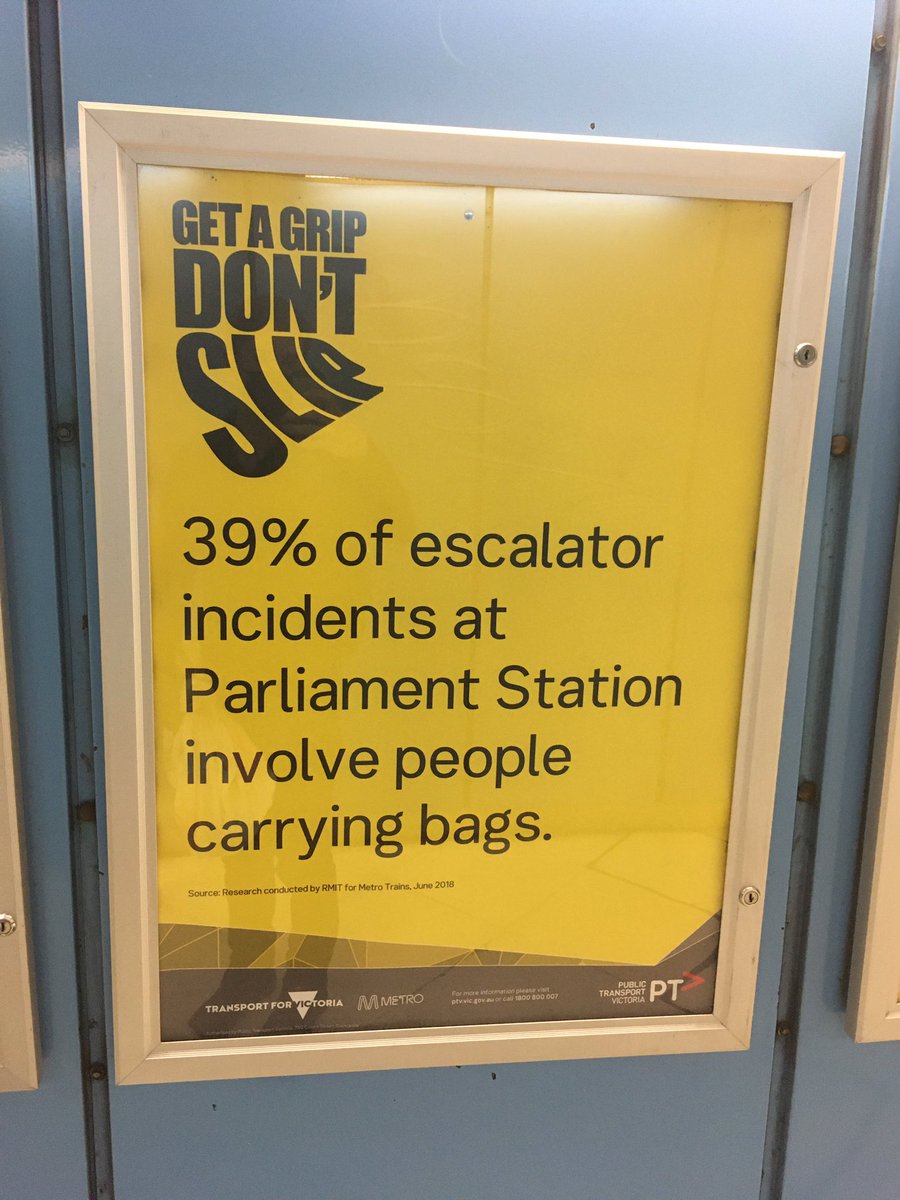 GET A GRIP
DON'T
SLIP
39% of escalator
incidents at
Parliament Station
involve people
carrying bags.
Source: Research conducted by RMIT for Metro Trains, June 2018
TRANSPORT FOR VICTORIA
METRO
For more information please visit
ptv.vic.gov.au or call 1800 800 007
PUBLIC
TRANSPORT
VICTORIA
PT>